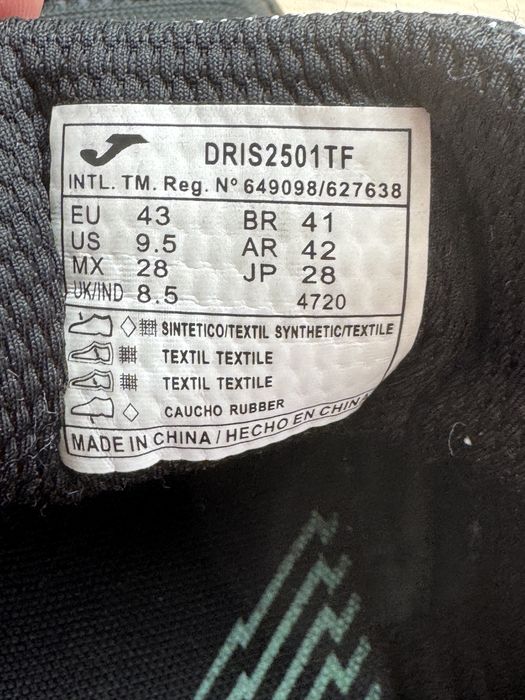 DRIS2501TF
INTL. TM. Reg. Nº 649098/627638
EU 43 BR 41
US 9.5 AR 42
MX 28 JP 28
UK/IND 8.5 4720
SINTETICO/TEXTIL SYNTHETIC/TEXTILE
TEXTIL TEXTILE
TEXTIL TEXTILE
CAUCHO RUBBER
MADE IN CHINA / HECHO EN CHINA